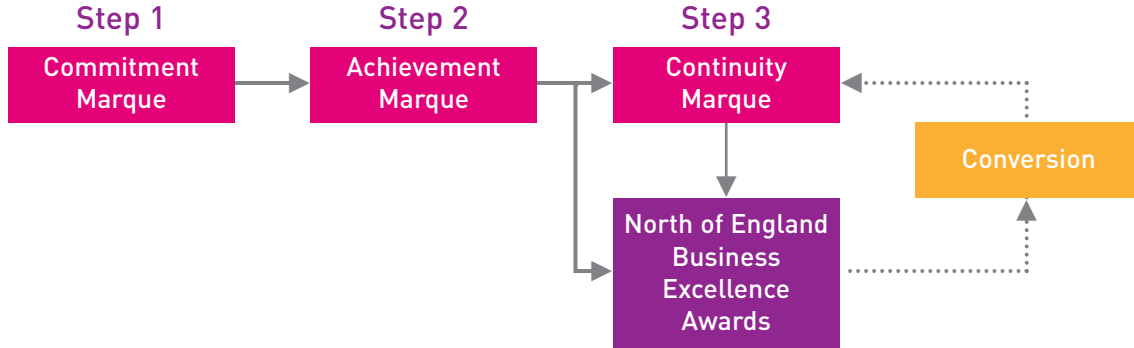 Step 1
Step 2
Step 3
Commitment
Marque
Achievement
Marque
Continuity
Marque
Conversion
North of England
Business
Excellence
Awards